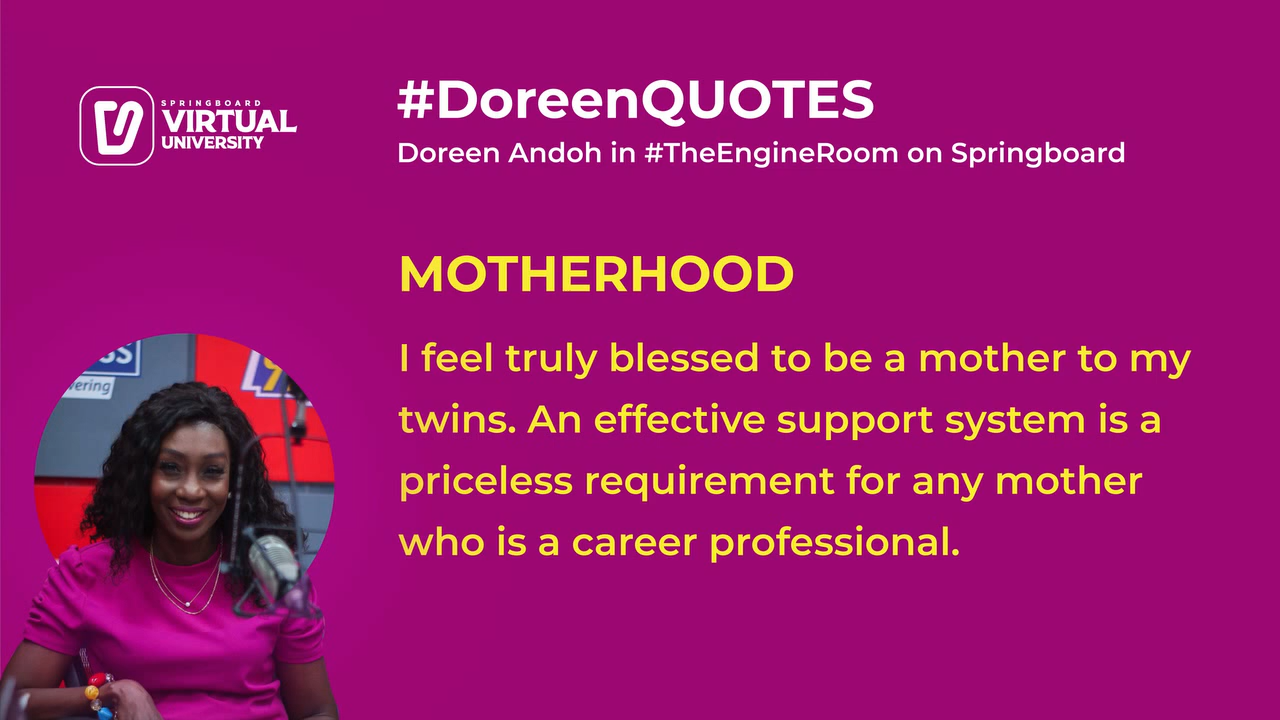 SPRINGBOARD
VIRTUAL
UNIVERSITY
#DoreenQUOTES
Doreen Andoh in #TheEngineRoom on Springboard
MOTHERHOOD
I feel truly blessed to be a mother to my
twins. An effective support system is a
priceless requirement for any mother
who is a career professional.